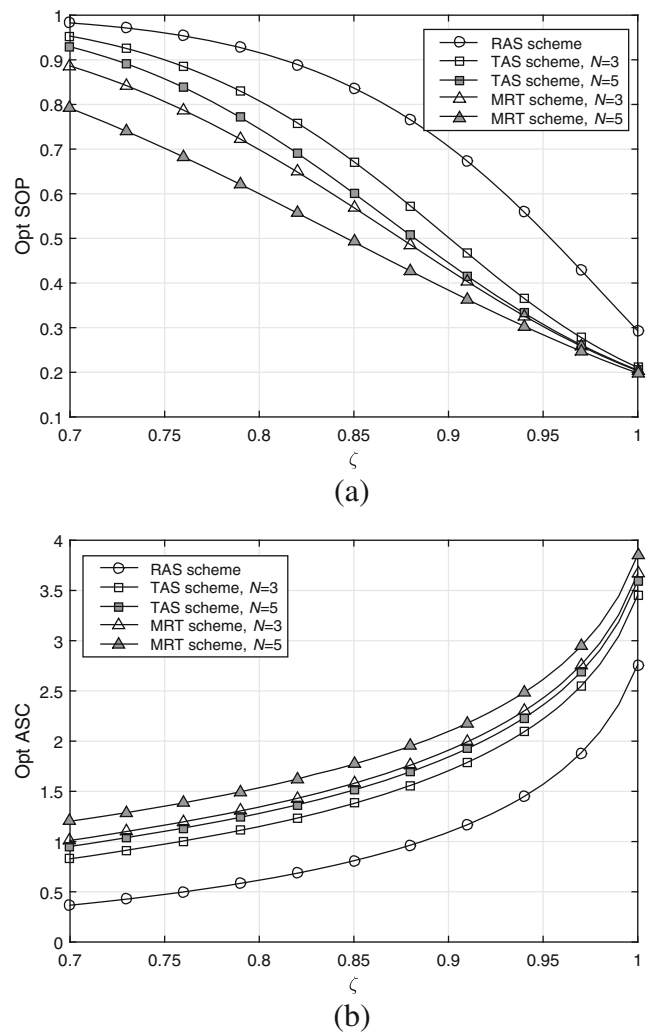 1
0.9
0.8
0.7
0.6
0.5
0.4
0.3
0.2
0.1
Opt SOP
RAS scheme
TAS scheme, N=3
TAS scheme, N=5
MRT scheme, N=3
MRT scheme, N=5
0.7 0.75 0.8 0.85 0.9 0.95 1
ζ
(a)
4
3.5
3
2.5
2
1.5
1
0.5
0
Opt ASC
RAS scheme
TAS scheme, N=3
TAS scheme, N=5
MRT scheme, N=3
MRT scheme, N=5
0.7 0.75 0.8 0.85 0.9 0.95 1
ζ
(b)